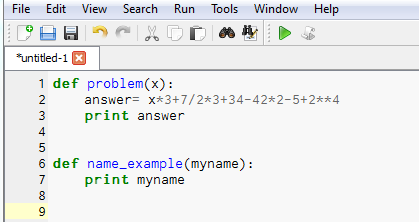 File Edit View Search Run Tools Window Help
*untitled-1
1 def problem(x):
2     answer= x*3+7/2*3+34-42*2-5+2**4
3     print answer
4
5
6 def name_example(myname):
7     print myname
8
9